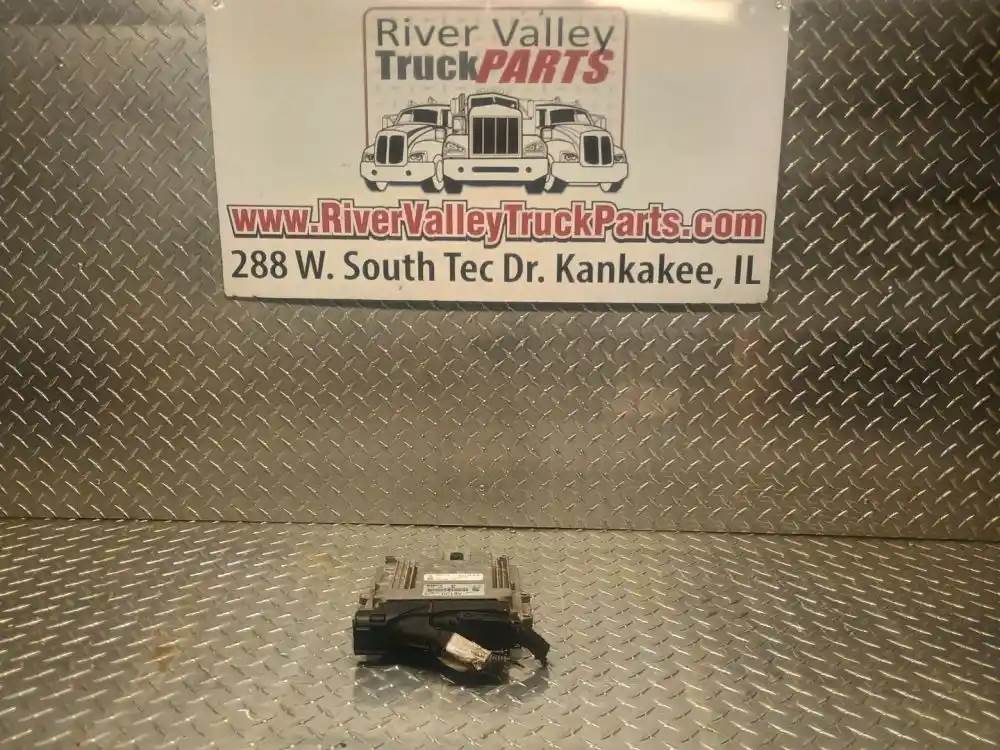 River Valley
TruckPARTS
www.RiverValleyTruckParts.com
288 W. South Tec Dr. Kankakee, IL